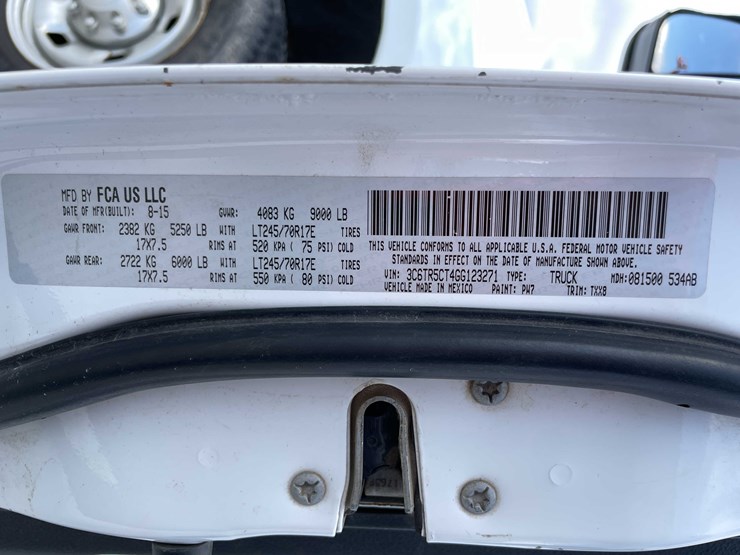 MFD BY FCA US LLC
DATE OF MFR(BUILT): 8-15 GVWR: 4083 KG 9000 LB
GAWR FRONT: 2382 KG 5250 LB WITH LT245/70R17E TIRES
17X7.5 RIMS AT 520 KPA ( 75 PSI) COLD
GAWR REAR: 2722 KG 6000 LB WITH LT245/70R17E TIRES
17X7.5 RIMS AT 550 KPA ( 80 PSI) COLD
THIS VEHICLE CONFORMS TO ALL APPLICABLE U.S.A. FEDERAL MOTOR VEHICLE SAFETY
STANDARDS IN EFFECT ON THE DATE OF MANUFACTURE SHOWN ABOVE.
VIN: 3C6TR5CT4GG123271 TYPE: TRUCK MDH: 081500 534AB
VEHICLE MADE IN MEXICO PAINT: PW7 TRIM: TXX8